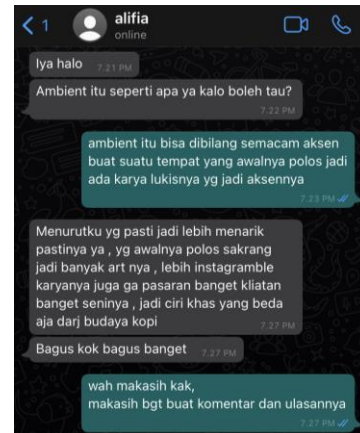 1
alifia
online
Iya halo 7.21 PM
Ambient itu seperti apa ya kalo boleh tau?
7.22 PM
ambient itu bisa dibilang semacam aksen
buat suatu tempat yang awalnya polos jadi
ada karya lukisnya yg jadi aksennya
7.23 PM
Menurutku yg pasti jadi lebih menarik
pastinya ya , yg awalnya polos sakrang
jadi banyak art nya , lebih instagramble
karyanya juga ga pasaran banget kliatan
banget seninya , jadi ciri khas yang beda
aja darj budaya kopi
7.27 PM
Bagus kok bagus banget 7.27 PM
wah makasih kak,
makasih bgt buat komentar dan ulasannya
7.27 PM